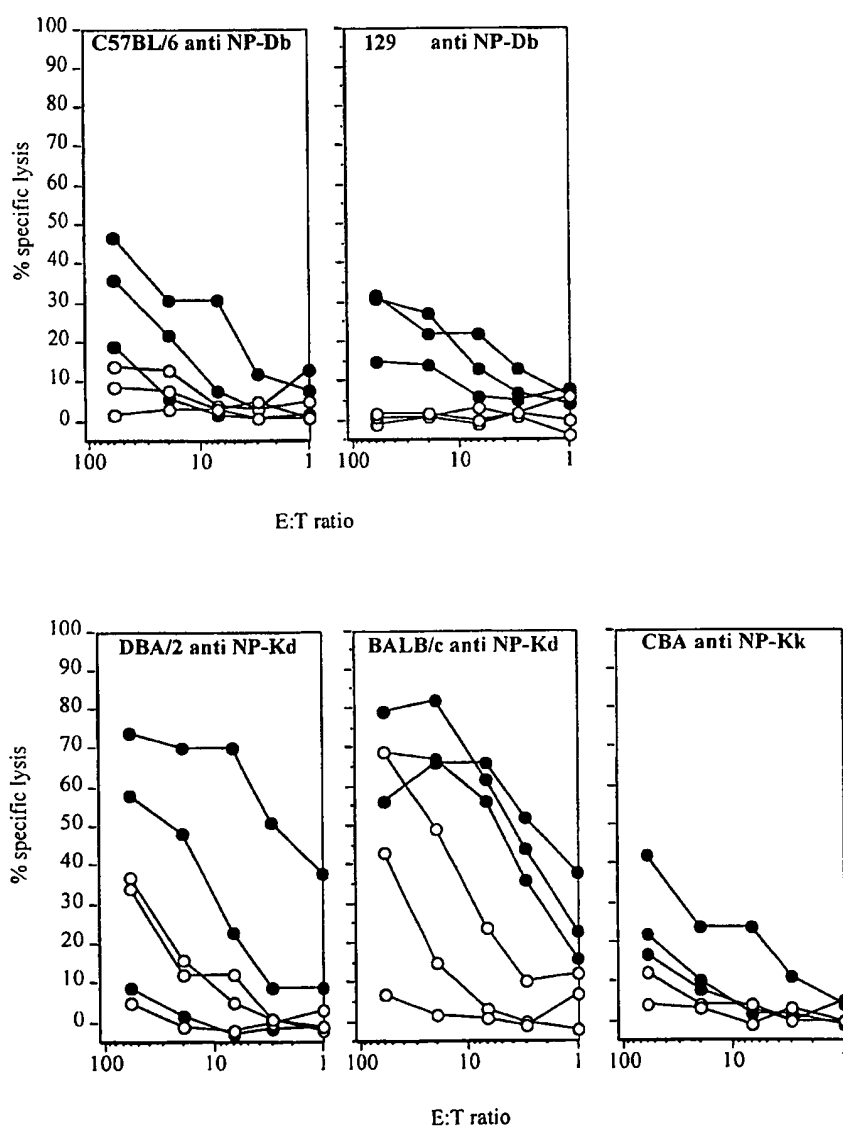 C57BL/6 anti NP-Db
129 anti NP-Db
% specific lysis
100
90
80
70
60
50
40
30
20
10
0
100 10 1
100 10 1
E:T ratio
DBA/2 anti NP-Kd
BALB/c anti NP-Kd
CBA anti NP-Kk
% specific lysis
100
90
80
70
60
50
40
30
20
10
0
100 10 1
100 10 1
100 10 1
E:T ratio